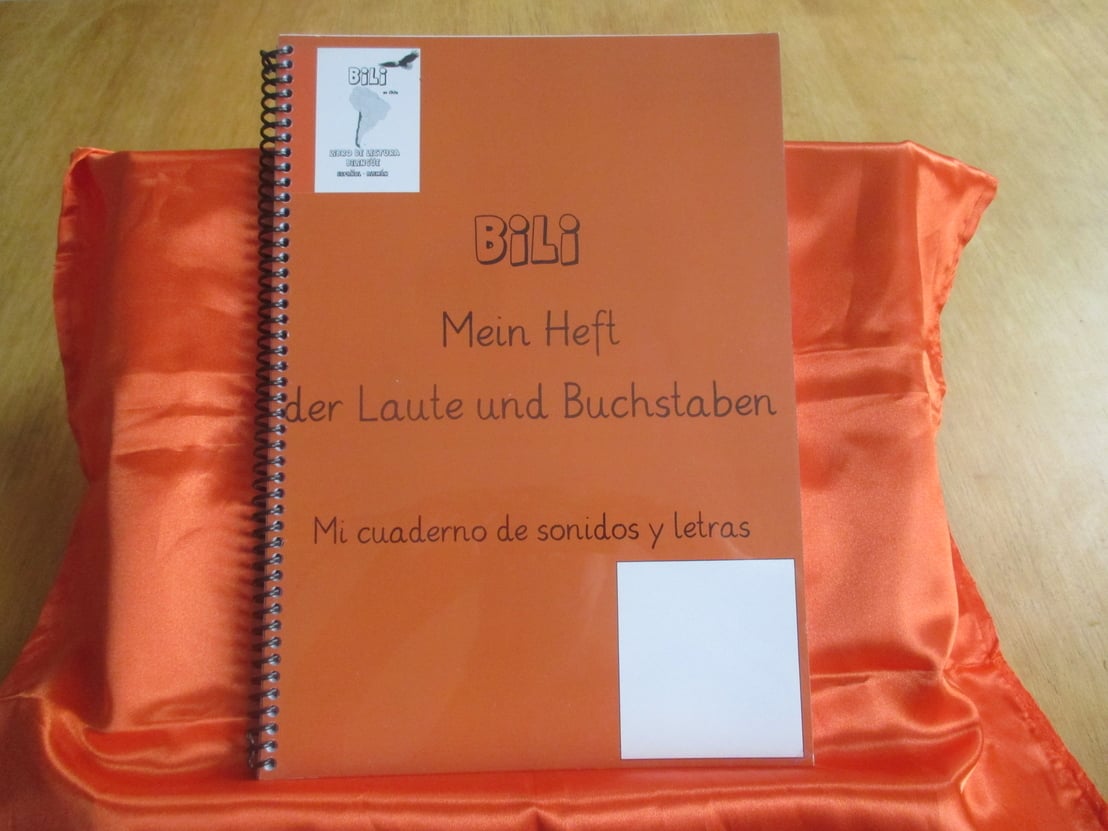 BiLi
en Chile
LIBRO DE LECTURA
BILINGÜE
ESPAÑOL - ALEMÁN
BiLi
Mein Heft
der Laute und Buchstaben
Mi cuaderno de sonidos y letras